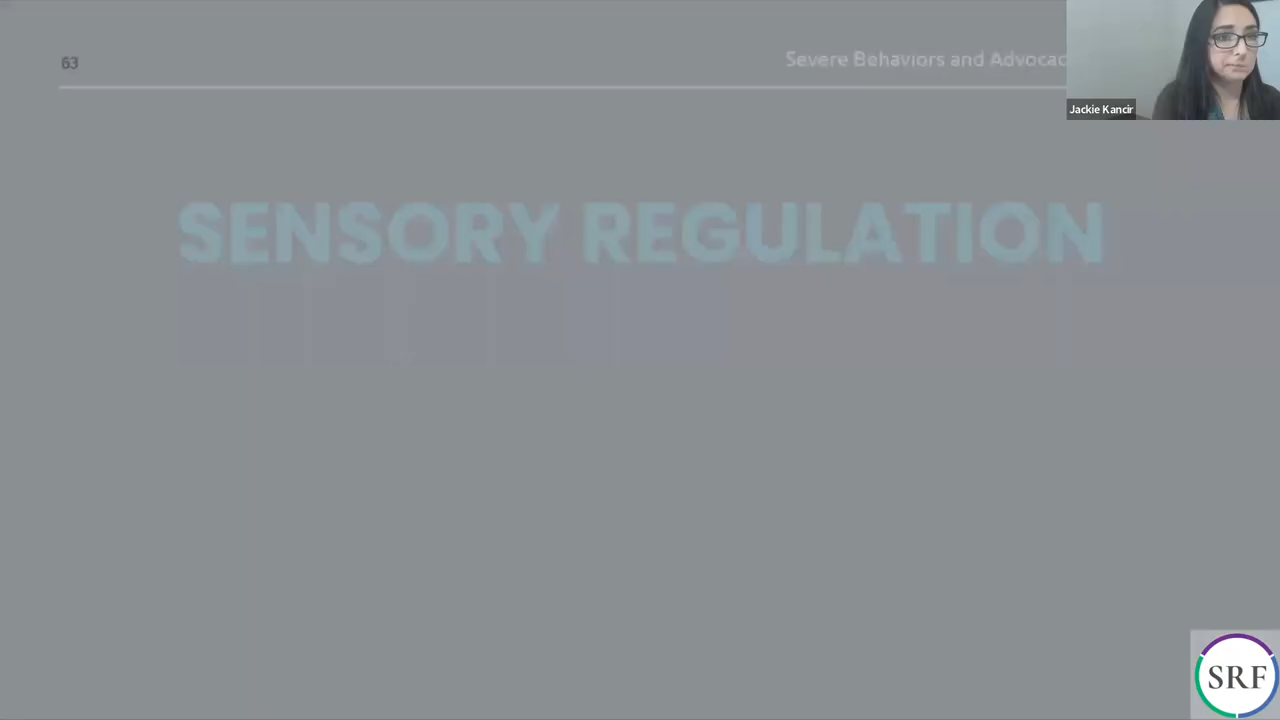 63
Severe Behaviors and Advocac
Jackie Kancir
SENSORY REGULATION
SRF